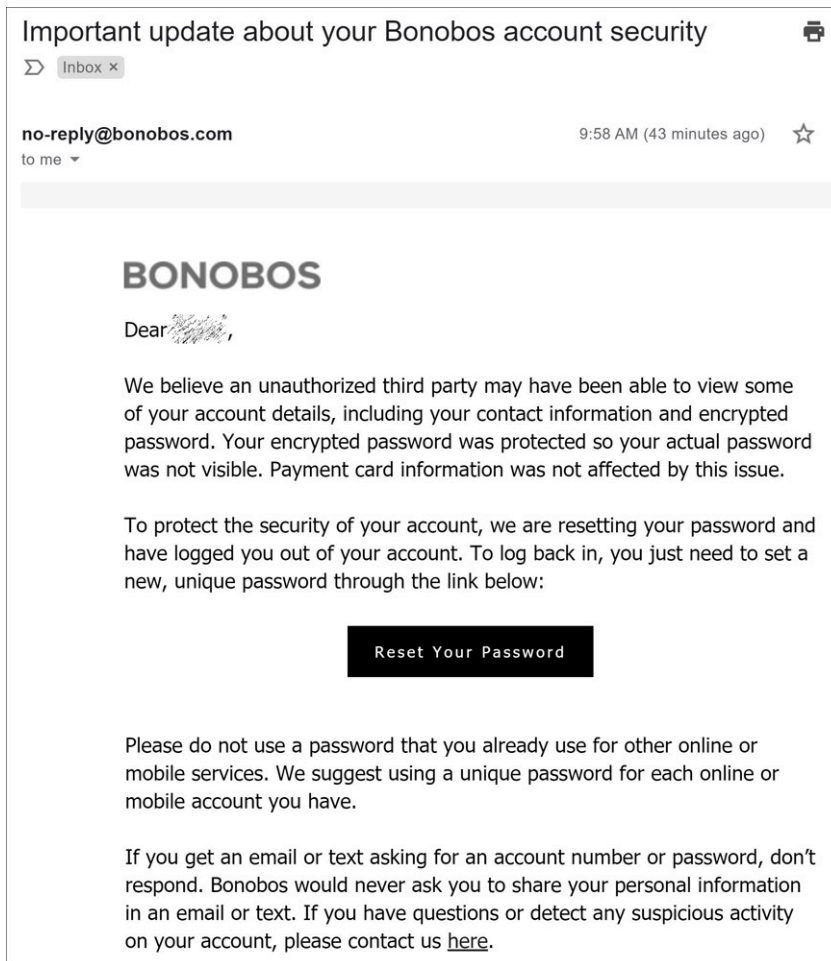 Important update about your Bonobos account security
Inbox ×
no-reply@bonobos.com 9:58 AM (43 minutes ago)
to me
BONOBOS
Dear ,
We believe an unauthorized third party may have been able to view some
of your account details, including your contact information and encrypted
password. Your encrypted password was protected so your actual password
was not visible. Payment card information was not affected by this issue.
To protect the security of your account, we are resetting your password and
have logged you out of your account. To log back in, you just need to set a
new, unique password through the link below:
Reset Your Password
Please do not use a password that you already use for other online or
mobile services. We suggest using a unique password for each online or
mobile account you have.
If you get an email or text asking for an account number or password, don’t
respond. Bonobos would never ask you to share your personal information
in an email or text. If you have questions or detect any suspicious activity
on your account, please contact us here.